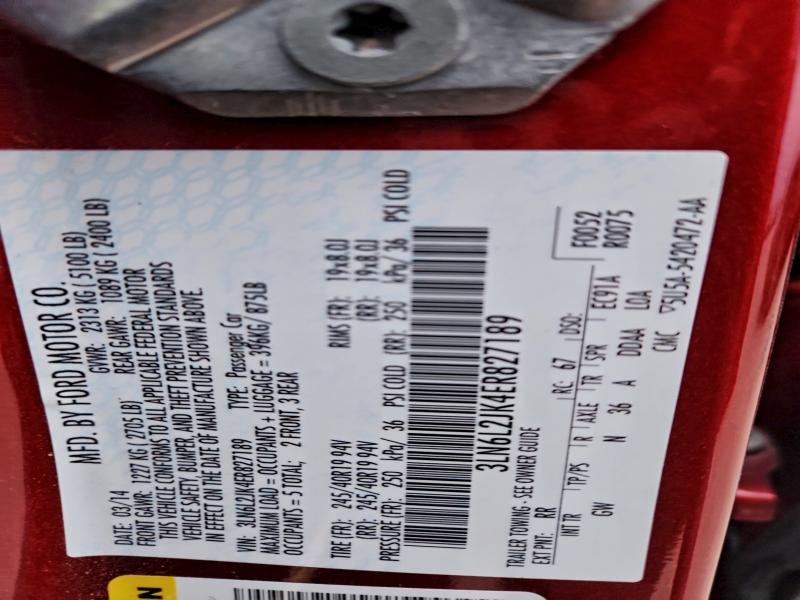 MFD. BY FORD MOTOR CO.
DATE: 03/14 GVWR: 2313 KG ( 5100 LB)
FRONT GAWR: 1227 KG ( 2705 LB) REAR GAWR: 1089 KG ( 2400 LB)
THIS VEHICLE CONFORMS TO ALL APPLICABLE FEDERAL MOTOR
VEHICLE SAFETY, BUMPER, AND THEFT PREVENTION STANDARDS
IN EFFECT ON THE DATE OF MANUFACTURE SHOWN ABOVE.
VIN: 3LN6L2JK4ER827189 TYPE: Passenger Car
MAXIMUM LOAD = OCCUPANTS + LUGGAGE = 396KG/ 875LB
OCCUPANTS = 5 TOTAL; 2 FRONT, 3 REAR
TIRE (FR): 245/40R19 94V RIMS (FR): 19x8.0J
(RR): 245/40R19 94V (RR): 19x8.0J
PRESSURE (FR): 250 kPa/ 36 PSI COLD (RR): 250 kPa/ 36 PSI COLD
3LN6L2JK4ER827189
TRAILER TOWING - SEE OWNER GUIDE
F0052
EXT PNT: RR RC: 67 DSO: R0075
INT TR TP/PS R AXLE TR SPR EC91A
GW N 36 A DDAA LOA
CMC ▽5U5A-5420472-AA
N